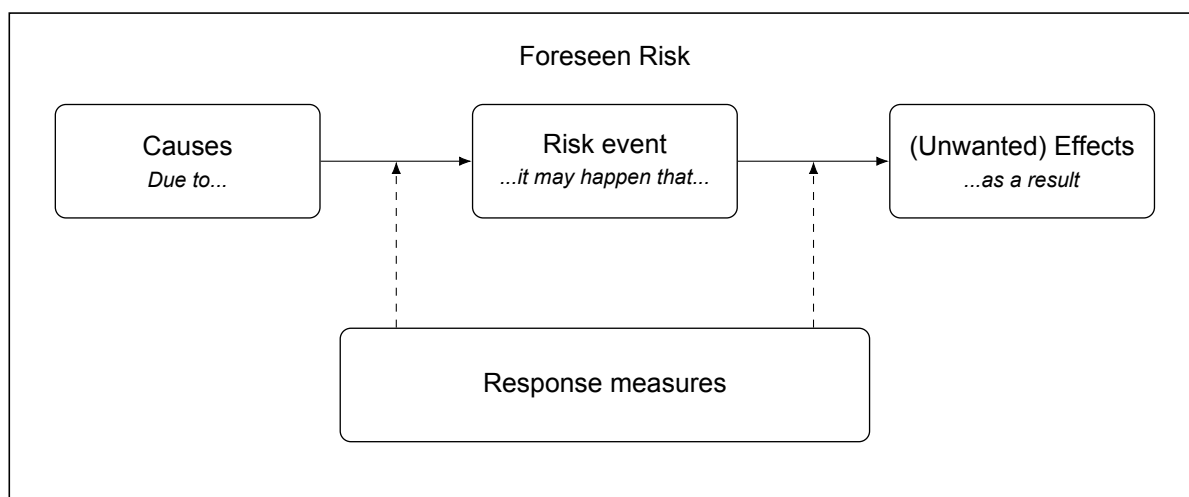 Foreseen Risk
Causes
Due to...
Risk event
...it may happen that...
(Unwanted) Effects
...as a result
Response measures